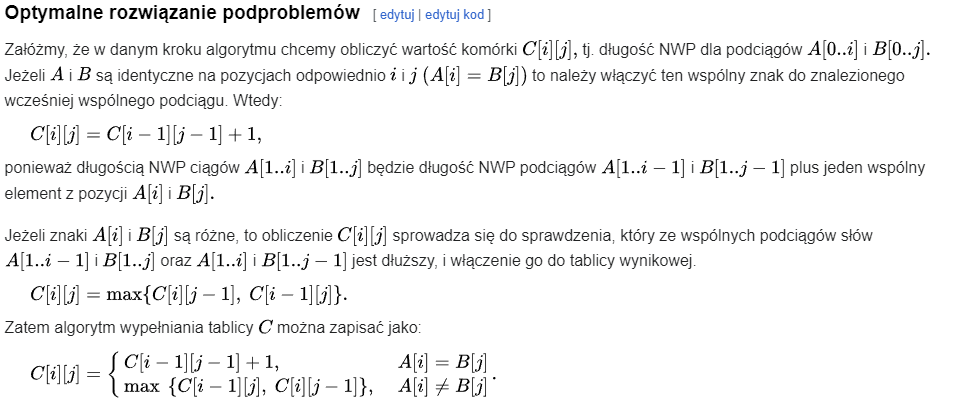 Optymalne rozwiązanie podproblemów [ edytuj | edytuj kod ]
Załóżmy, że w danym kroku algorytmu chcemy obliczyć wartość komórki C[i][j], tj. długość NWP dla podciągów A[0..i] i B[0..j].
Jeżeli A i B są identyczne na pozycjach odpowiednio i i j (A[i] = B[j]) to należy włączyć ten wspólny znak do znalezionego
wcześniej wspólnego podciągu. Wtedy:
C[i][j] = C[i − 1][j − 1] + 1,
ponieważ długością NWP ciągów A[1..i] i B[1..j] będzie długość NWP podciągów A[1..i − 1] i B[1..j − 1] plus jeden wspólny
element z pozycji A[i] i B[j].
Jeżeli znaki A[i] i B[j] są różne, to obliczenie C[i][j] sprowadza się do sprawdzenia, który ze wspólnych podciągów słów
A[1..i − 1] i B[1..j] oraz A[1..i] i B[1..j − 1] jest dłuższy, i włączenie go do tablicy wynikowej.
C[i][j] = max{C[i][j − 1], C[i − 1][j]}.
Zatem algorytm wypełniania tablicy C można zapisać jako:
C[i][j] = { C[i − 1][j − 1] + 1, A[i] = B[j]
max {C[i − 1][j], C[i][j − 1]}, A[i] ≠ B[j] .